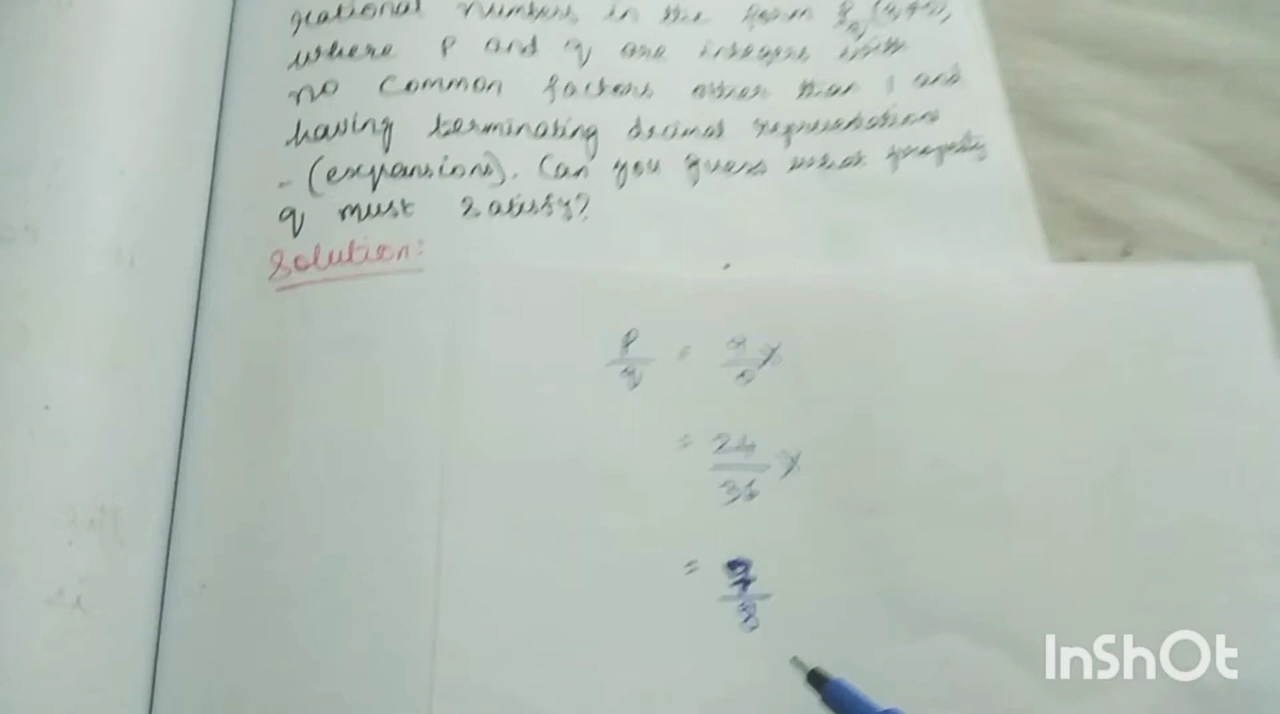 rational numbers in the form p/q (q≠0),
where p and q are integers with
no common factors other than 1 and
having terminating decimal representations
- (expansions). Can you guess what property
q must satisfy?
Solution:
p/q =
= 24/36 x
=
InShOt